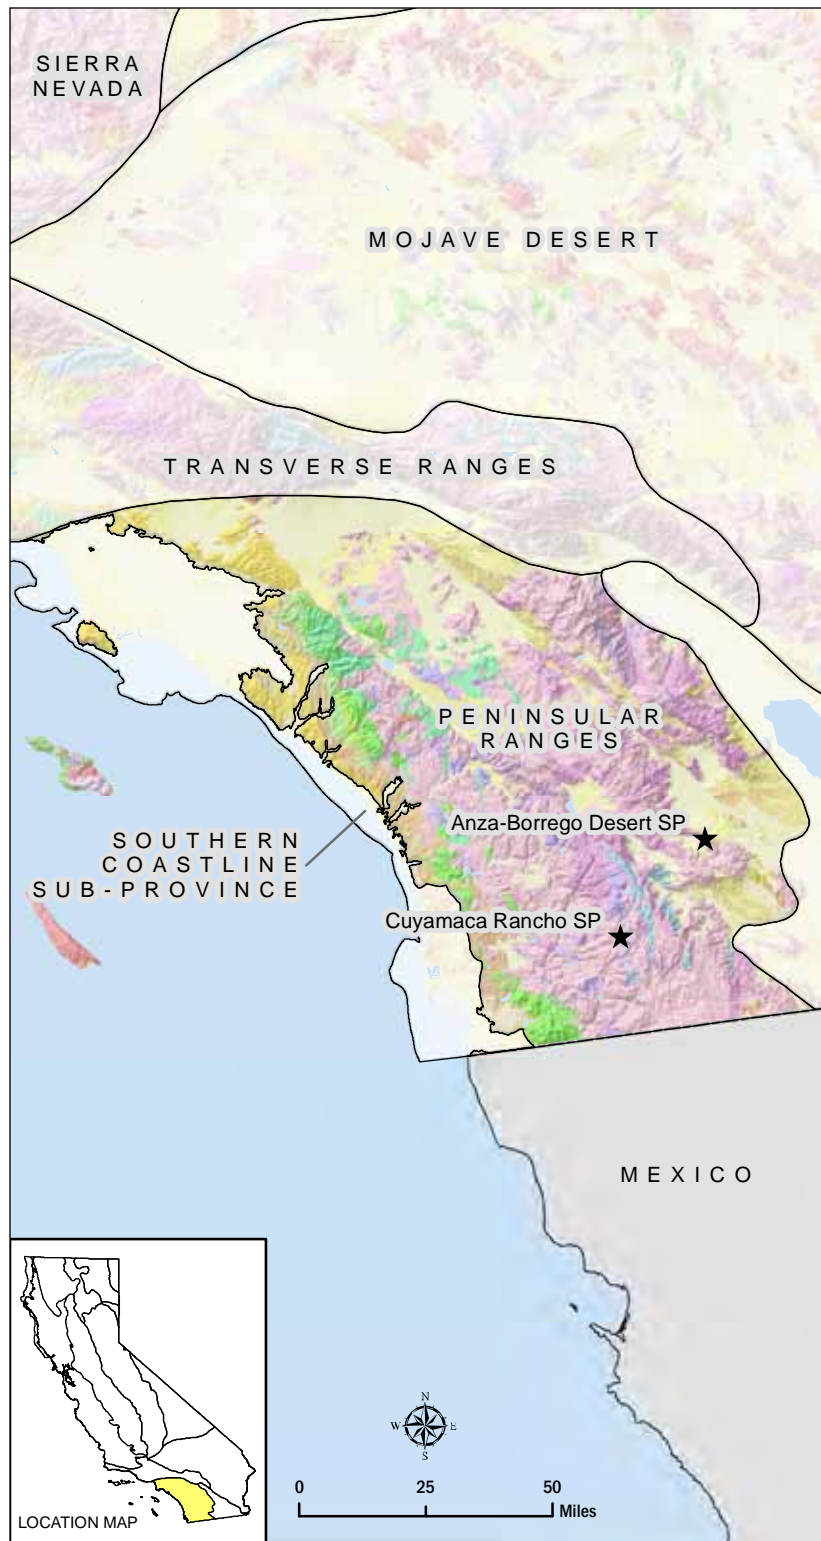 SIERRA
NEVADA
MOJAVE DESERT
TRANSVERSE RANGES
PENINSULAR
RANGES
Anza-Borrego Desert SP
SOUTHERN
COASTLINE
SUB-PROVINCE
Cuyamaca Rancho SP
MEXICO
N
W E
S
0 25 50
Miles
LOCATION MAP